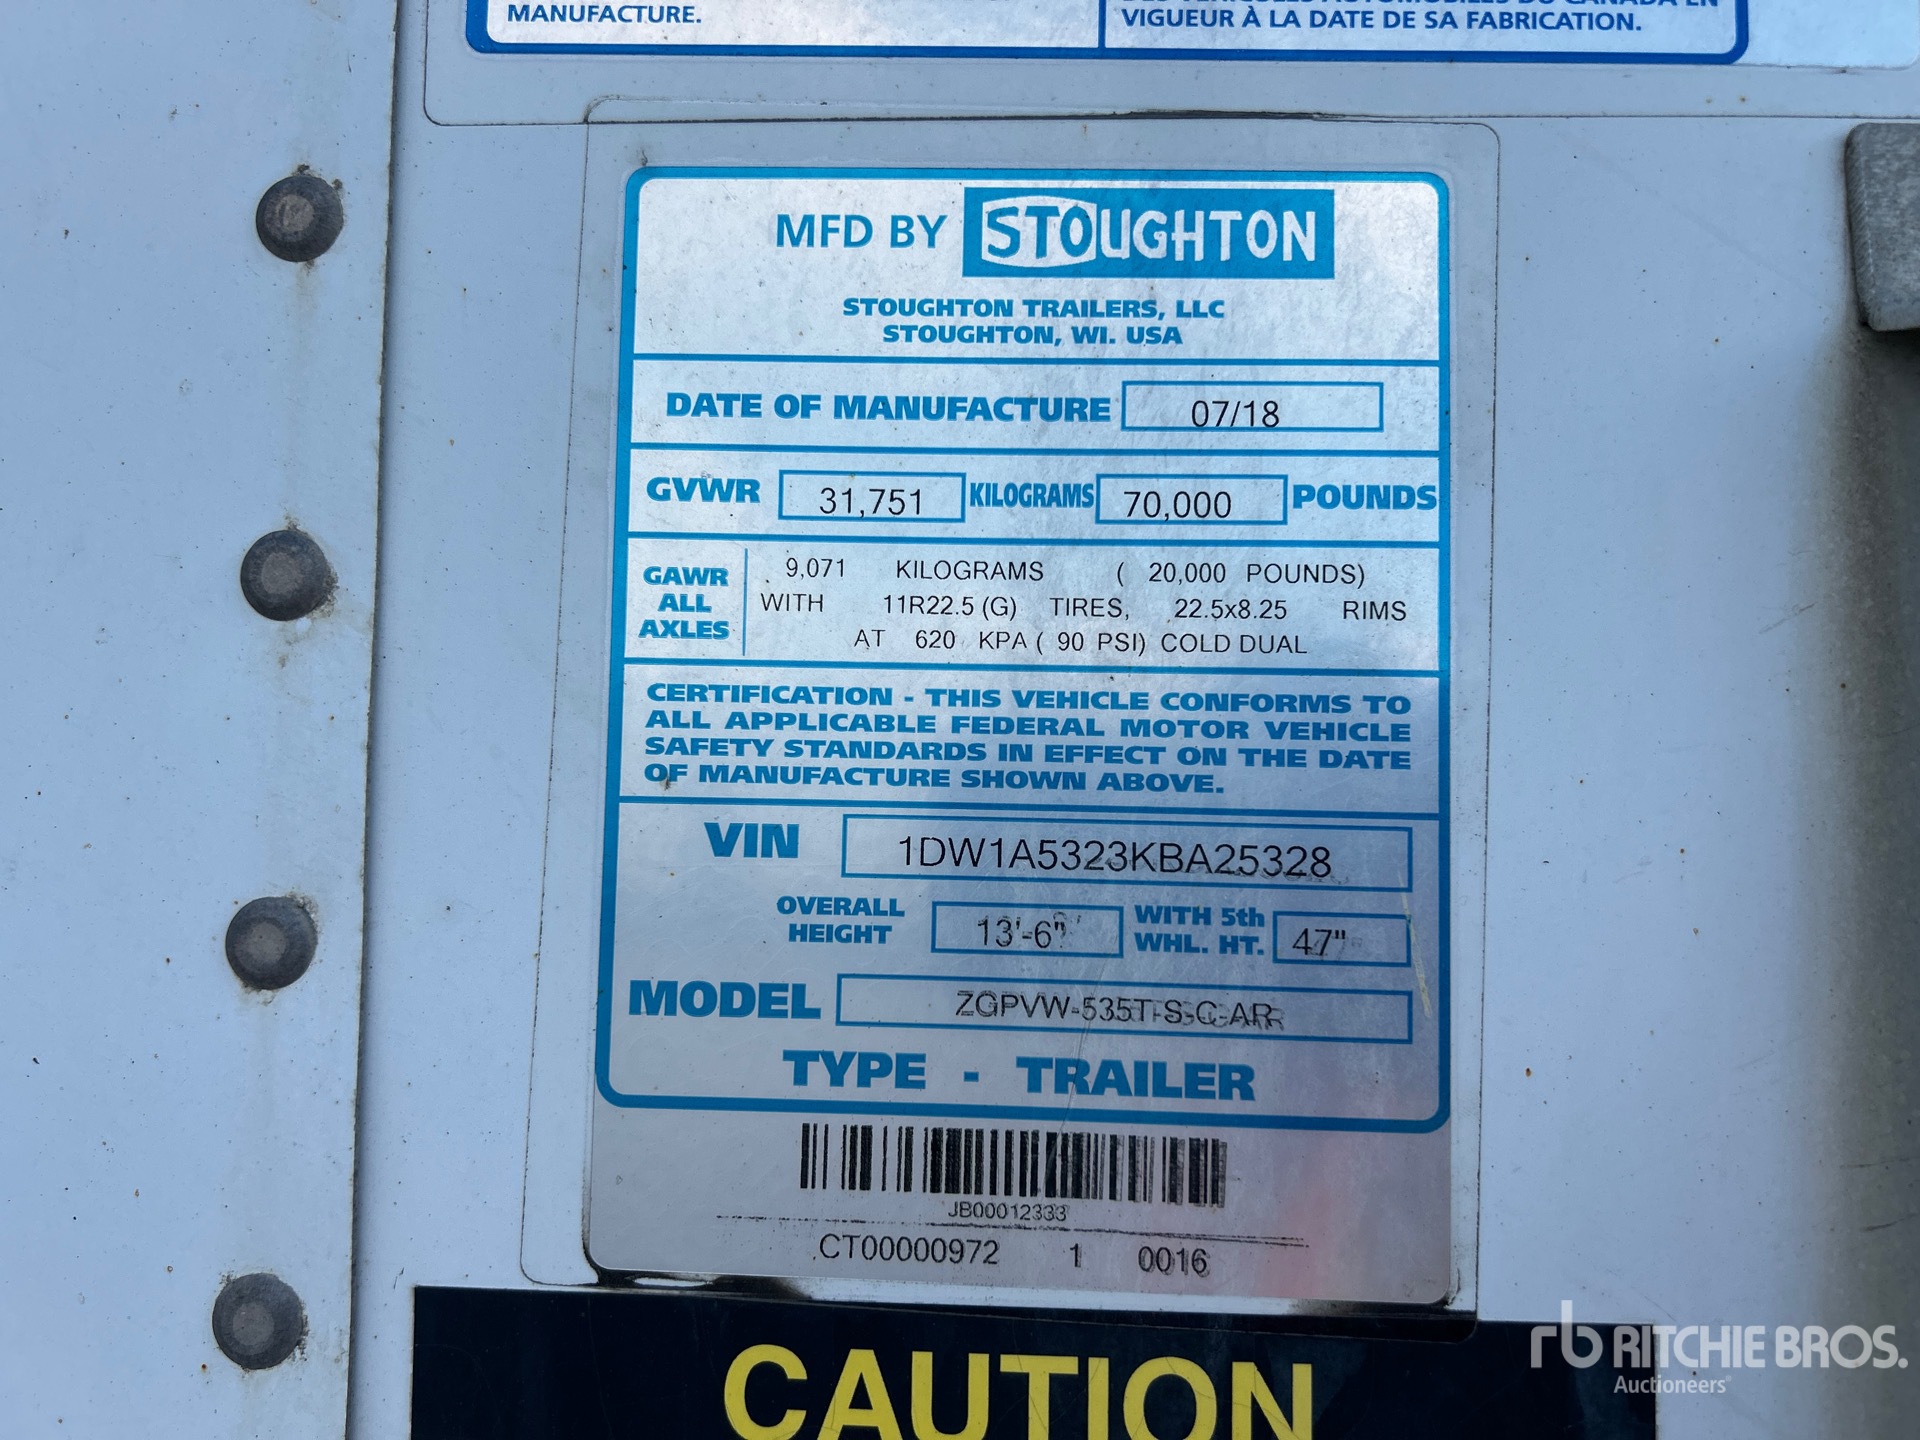 MANUFACTURE.
VIGUEUR À LA DATE DE SA FABRICATION.
MFD BY STOUGHTON
STOUGHTON TRAILERS, LLC
STOUGHTON, WI. USA
DATE OF MANUFACTURE 07/18
GVWR 31,751 KILOGRAMS 70,000 POUNDS
GAWR ALL AXLES
9,071 KILOGRAMS ( 20,000 POUNDS)
WITH 11R22.5 (G) TIRES, 22.5x8.25 RIMS
AT 620 KPA ( 90 PSI) COLD DUAL
CERTIFICATION - THIS VEHICLE CONFORMS TO
ALL APPLICABLE FEDERAL MOTOR VEHICLE
SAFETY STANDARDS IN EFFECT ON THE DATE
OF MANUFACTURE SHOWN ABOVE.
VIN 1DW1A5323KBA25328
OVERALL HEIGHT 13'-6" WITH 5th WHL. HT. 47"
MODEL ZGPVW-535T-S-C-AR
TYPE - TRAILER
JB00012333
CT00000972 1 0016
CAUTION
rb RITCHIE BROS.
Auctioneers